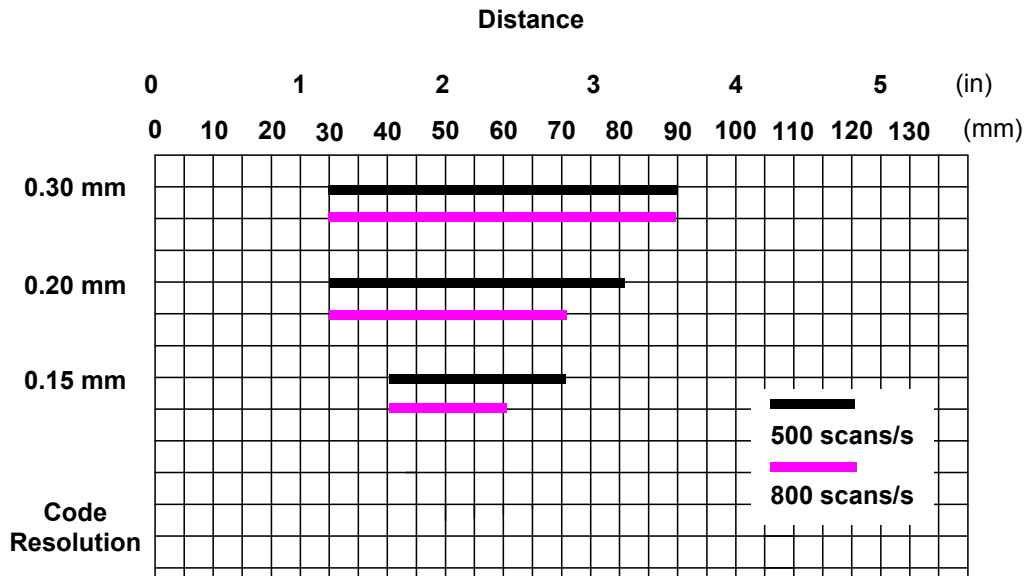 Distance
0 1 2 3 4 5 (in)
0 10 20 30 40 50 60 70 80 90 100 110 120 130 (mm)
0.30 mm
0.20 mm
0.15 mm
500 scans/s
800 scans/s
Code
Resolution